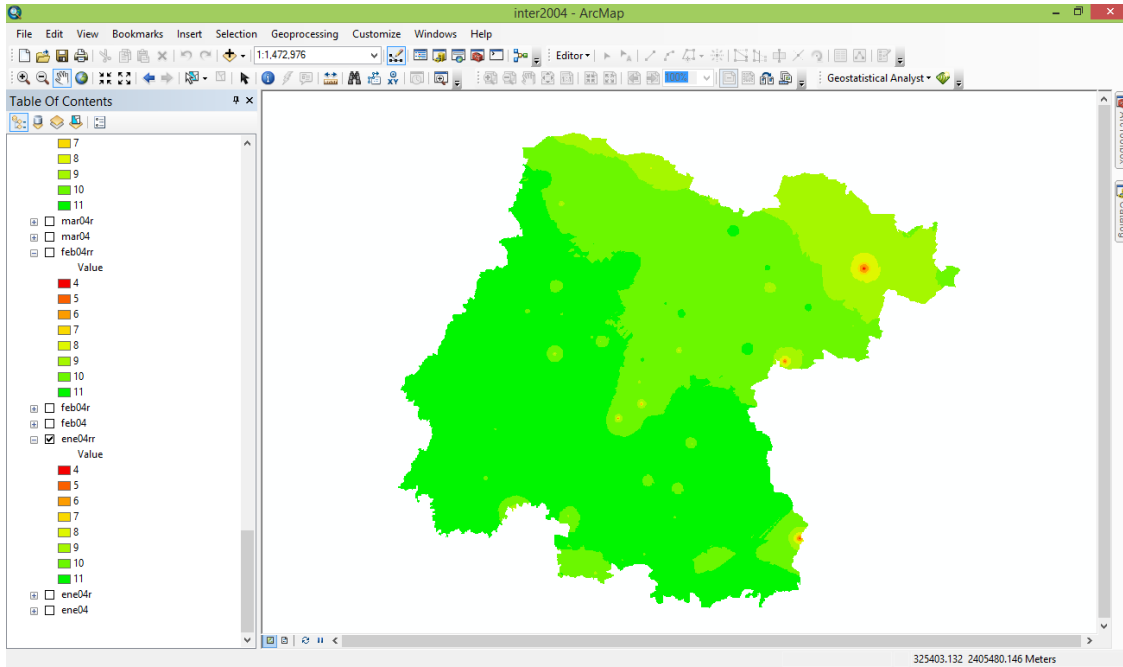 inter2004 - ArcMap
File Edit View Bookmarks Insert Selection Geoprocessing Customize Windows Help
1:1,472,976
Editor
100%
Geostatistical Analyst
Table Of Contents
7
8
9
10
11
mar04r
mar04
feb04rr
Value
4
5
6
7
8
9
10
11
feb04r
feb04
ene04rr
Value
4
5
6
7
8
9
10
11
ene04r
ene04
ArcToolbox
Catalog
325403.132 2405480.146 Meters